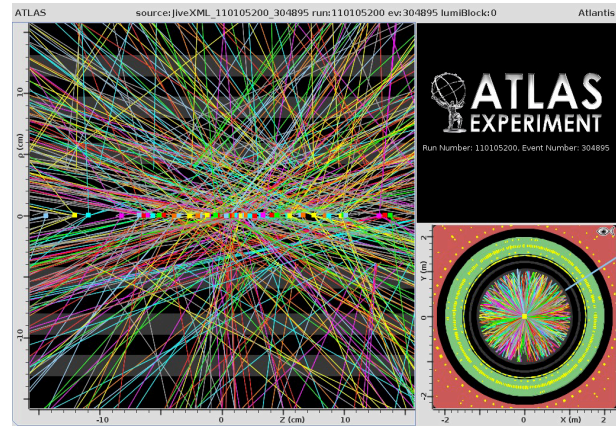 ATLAS source:JiveXML_110105200_304895 run:110105200 ev:304895 lumiBlock:0 Atlantis
ATLAS
EXPERIMENT
Run Number: 110105200, Event Number: 304895
ρ (cm)
10
0
-10
-10 0 Z (cm) 10
Y (m)
2
0
-2
-2 0 X (m) 2